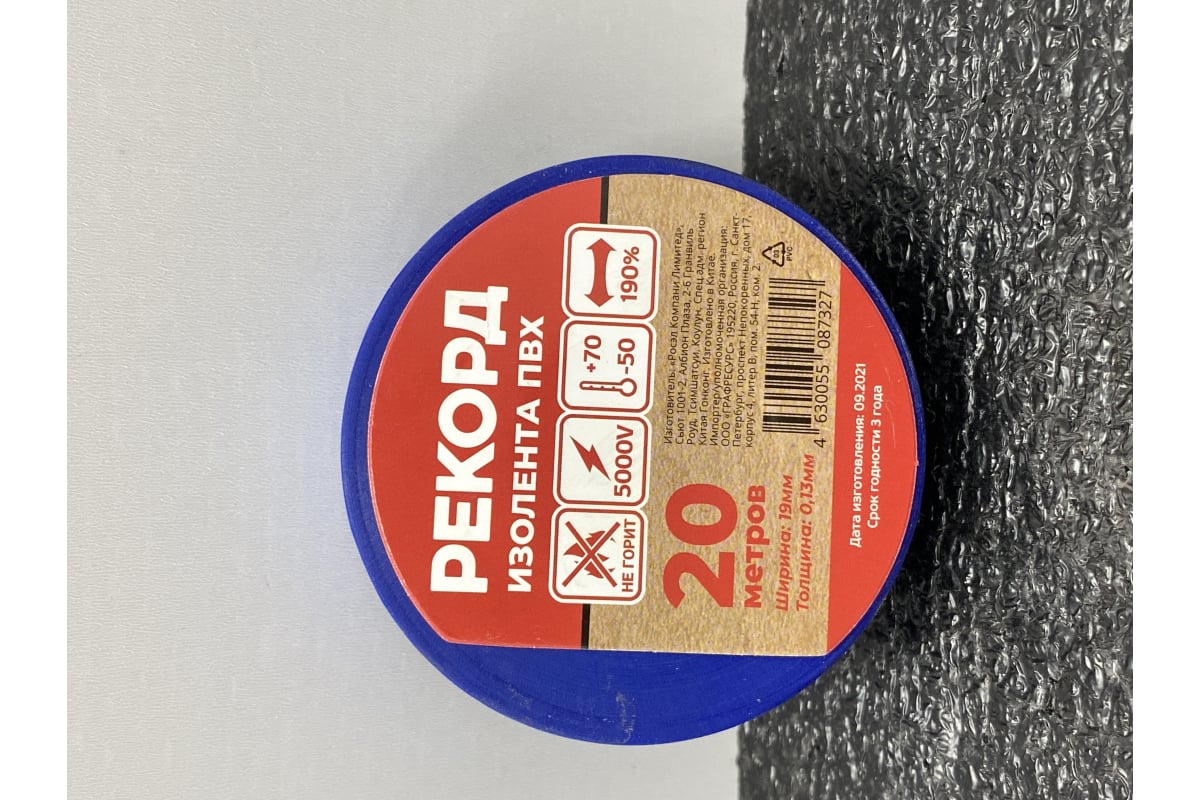 РЕКОРД
ИЗОЛЕНТА ПВХ
НЕ ГОРИТ
5000V
+70
-50
190%
20
метров
Ширина: 19мм
Толщина: 0,13мм
Изготовитель: «Росэл Компани Лимитед»,
Сьют 1001-2, Албион Плаза, 2-6 Гранвиль
Роуд, Тсимшатсуи, Коулун, Спец.адм. регион
Китая Гонконг. Изготовлено в Китае.
Импортер/уполномоченная организация:
ООО «ГРАФРЕСУРС» 195220, Россия, г. Санкт-
Петербург, проспект Непокоренных, дом 17,
корпус 4, литер В, пом. 54-Н, ком. 2
4 630055 087327
03
PVC
Дата изготовления: 09.2021
Срок годности 3 года